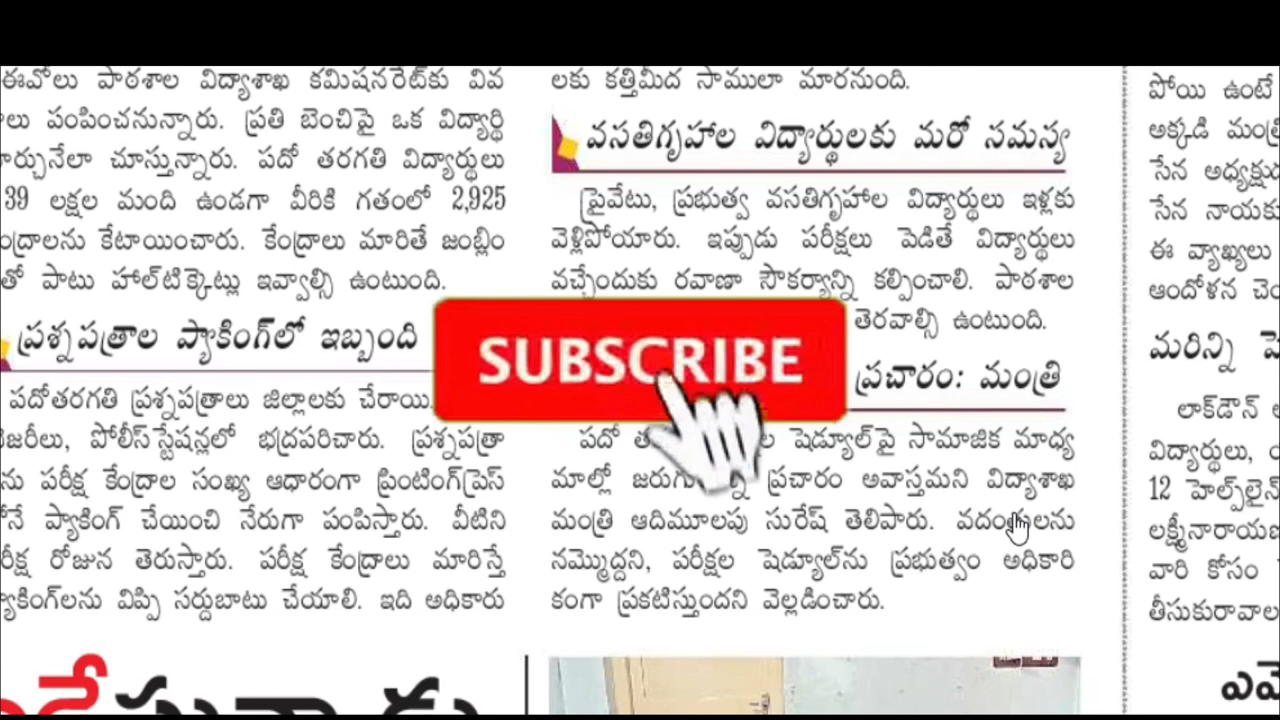 ఈవోలు పాఠశాల విద్యాశాఖ కమిషనరేట్‌కు వివ
లు పంపించనున్నారు. ప్రతి బెంచిపై ఒక విద్యార్థి
ార్చునేలా చూస్తున్నారు. పదో తరగతి విద్యార్థులు
39 లక్షల మంది ఉండగా వీరికి గతంలో 2,925
ంద్రాలను కేటాయించారు. కేంద్రాలు మారితే జంబ్లిం
తో పాటు హాల్‌టిక్కెట్లు ఇవ్వాల్సి ఉంటుంది.
ప్రశ్నపత్రాల ప్యాకింగ్‌లో ఇబ్బంది
పదోతరగతి ప్రశ్నపత్రాలు జిల్లాలకు చేరాయి.
జరీలు, పోలీస్‌స్టేషన్లలో భద్రపరిచారు. ప్రశ్నపత్రా
ను పరీక్ష కేంద్రాల సంఖ్య ఆధారంగా ప్రింటింగ్‌ప్రెస్
నే ప్యాకింగ్ చేయించి నేరుగా పంపిస్తారు. వీటిని
రీక్ష రోజున తెరుస్తారు. పరీక్ష కేంద్రాలు మారిస్తే
్యాకింగ్‌లను విప్పి సర్దుబాటు చేయాలి. ఇది అధికారు
లకు కత్తిమీద సాములా మారనుంది.
వసతిగృహాల విద్యార్థులకు మరో సమస్య
ప్రైవేటు, ప్రభుత్వ వసతిగృహాల విద్యార్థులు ఇళ్లకు
వెళ్లిపోయారు. ఇప్పుడు పరీక్షలు పెడితే విద్యార్థులు
వచ్చేందుకు రవాణా సౌకర్యాన్ని కల్పించాలి. పాఠశాల
తెరవాల్సి ఉంటుంది.
SUBSCRIBE
ప్రచారం: మంత్రి
పదో షెడ్యూల్‌పై సామాజిక మాధ్య
మాల్లో ప్రచారం అవాస్తమని విద్యాశాఖ
మంత్రి ఆదిమూలపు సురేష్ తెలిపారు. వదంతులను
నమ్మొద్దని, పరీక్షల షెడ్యూల్‌ను ప్రభుత్వం అధికారి
కంగా ప్రకటిస్తుందని వెల్లడించారు.
పోయి ఉంటే
అక్కడి మంత్రి
సేన అధ్యక్షుడ
సేన నాయకు
ఈ వ్యాఖ్యలు
ఆందోళన చెం
మరిన్ని
లాక్‌డౌన్
విద్యార్థులు,
12 హెల్ప్‌లైన్
లక్ష్మీనారాయణ
వారి కోసం
తీసుకురావాల